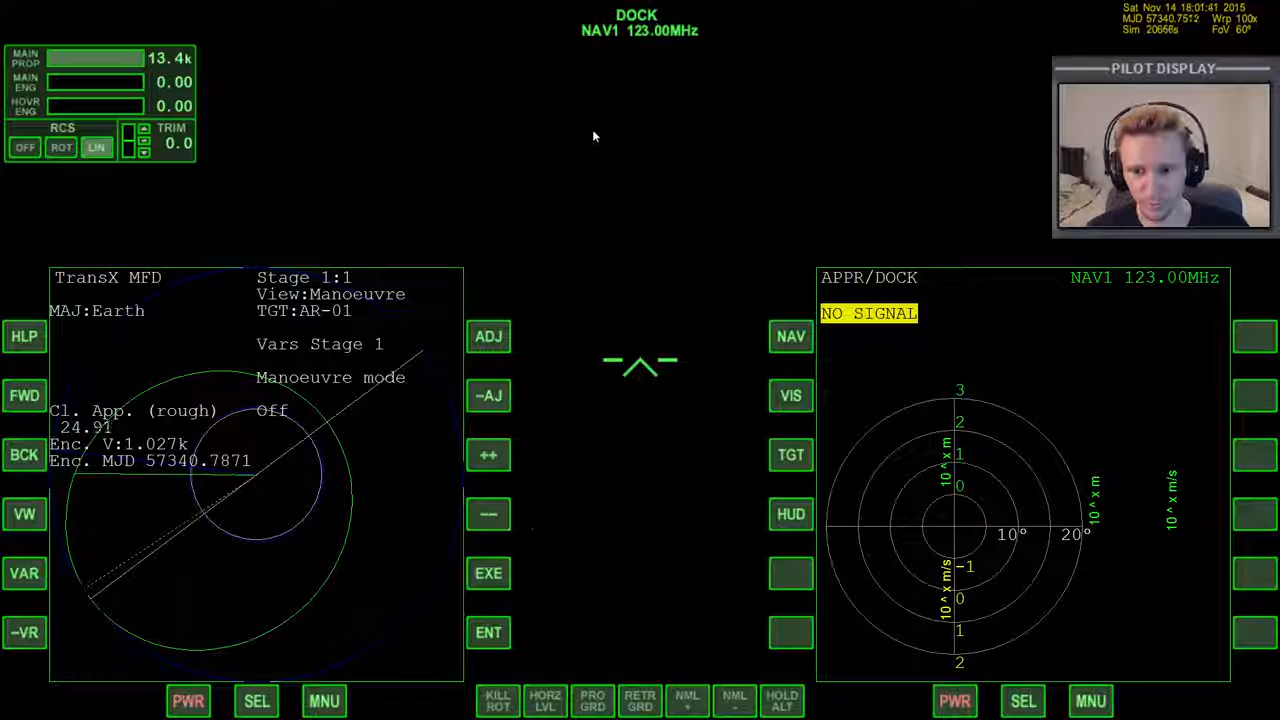 DOCK
NAV1 123.00MHz
Sat Nov 14 18:01:41 2015
MJD 57340.7512 Wrp 100x
Sim 20656s FoV 60°
MAIN PROP 13.4k
MAIN ENG 0.00
HOVR ENG 0.00
RCS TRIM
OFF ROT LIN 0.0
PILOT DISPLAY
TransX MFD Stage 1:1
View:Manoeuvre
MAJ:Earth TGT:AR-01
Vars Stage 1
Manoeuvre mode
Cl. App. (rough) Off
24.91
Enc. V:1.027k
Enc. MJD 57340.7871
HLP
FWD
BCK
VW
VAR
-VR
ADJ
-AJ
++
--
EXE
ENT
PWR SEL MNU
KILL ROT
HORZ LVL
PRO GRD
RETR GRD
NML +
NML -
HOLD ALT
APPR/DOCK NAV1 123.00MHz
NO SIGNAL
NAV
VIS
TGT
HUD
3
2
1
0
10^ x m
10° 20°
10^ x m
10^ x m/s
-1
0
1
2
10^ x m/s
PWR SEL MNU